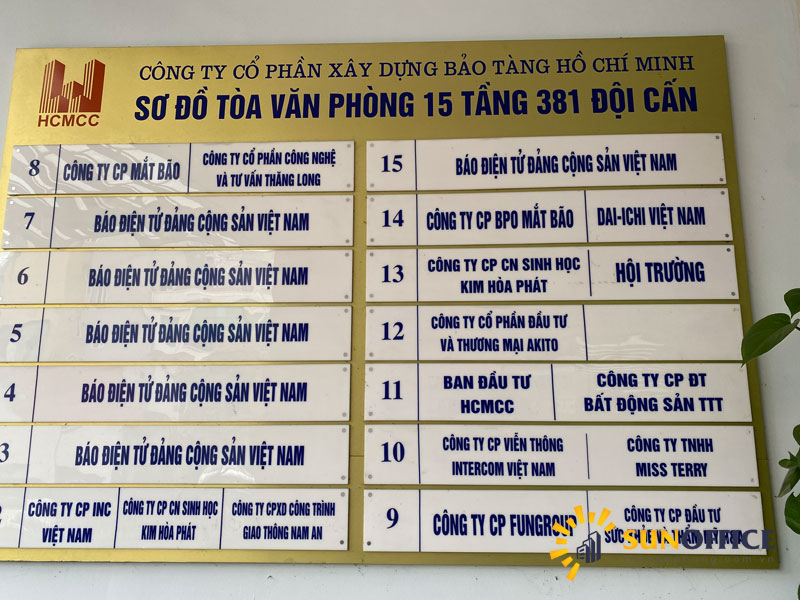 HCMCC
CÔNG TY CỔ PHẦN XÂY DỰNG BẢO TÀNG HỒ CHÍ MINH
SƠ ĐỒ TÒA VĂN PHÒNG 15 TẦNG 381 ĐỘI CẤN
8 CÔNG TY CP MẮT BÃO
CÔNG TY CỔ PHẦN CÔNG NGHỆ
VÀ TƯ VẤN THĂNG LONG
7 BÁO ĐIỆN TỬ ĐẢNG CỘNG SẢN VIỆT NAM
6 BÁO ĐIỆN TỬ ĐẢNG CỘNG SẢN VIỆT NAM
5 BÁO ĐIỆN TỬ ĐẢNG CỘNG SẢN VIỆT NAM
4 BÁO ĐIỆN TỬ ĐẢNG CỘNG SẢN VIỆT NAM
3 BÁO ĐIỆN TỬ ĐẢNG CỘNG SẢN VIỆT NAM
CÔNG TY CP INC
VIỆT NAM
CÔNG TY CP CN SINH HỌC
KIM HÒA PHÁT
CÔNG TY CPXD CÔNG TRÌNH
GIAO THÔNG NAM AN
15 BÁO ĐIỆN TỬ ĐẢNG CỘNG SẢN VIỆT NAM
14 CÔNG TY CP BPO MẮT BÃO
DAI-ICHI VIỆT NAM
13 CÔNG TY CP CN SINH HỌC
KIM HÒA PHÁT
HỘI TRƯỜNG
12 CÔNG TY CỔ PHẦN ĐẦU TƯ
VÀ THƯƠNG MẠI AKITO
11 BAN ĐẦU TƯ
HCMCC
CÔNG TY CP ĐT
BẤT ĐỘNG SẢN TTT
10 CÔNG TY CP VIỄN THÔNG
INTERCOM VIỆT NAM
CÔNG TY TNHH
MISS TERRY
9 CÔNG TY CP FUNGROUP
CÔNG TY CP ĐẦU TƯ
SUNOFFICE